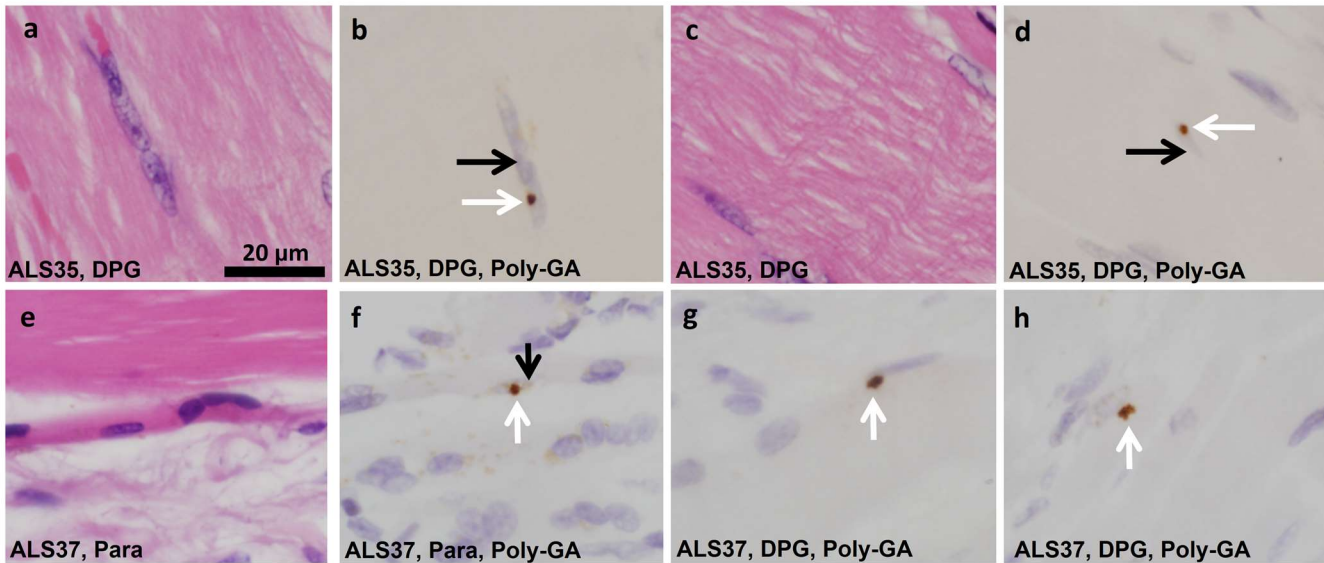 a
b
c
d
20 µm
ALS35, DPG
ALS35, DPG, Poly-GA
ALS35, DPG
ALS35, DPG, Poly-GA
e
f
g
h
ALS37, Para
ALS37, Para, Poly-GA
ALS37, DPG, Poly-GA
ALS37, DPG, Poly-GA